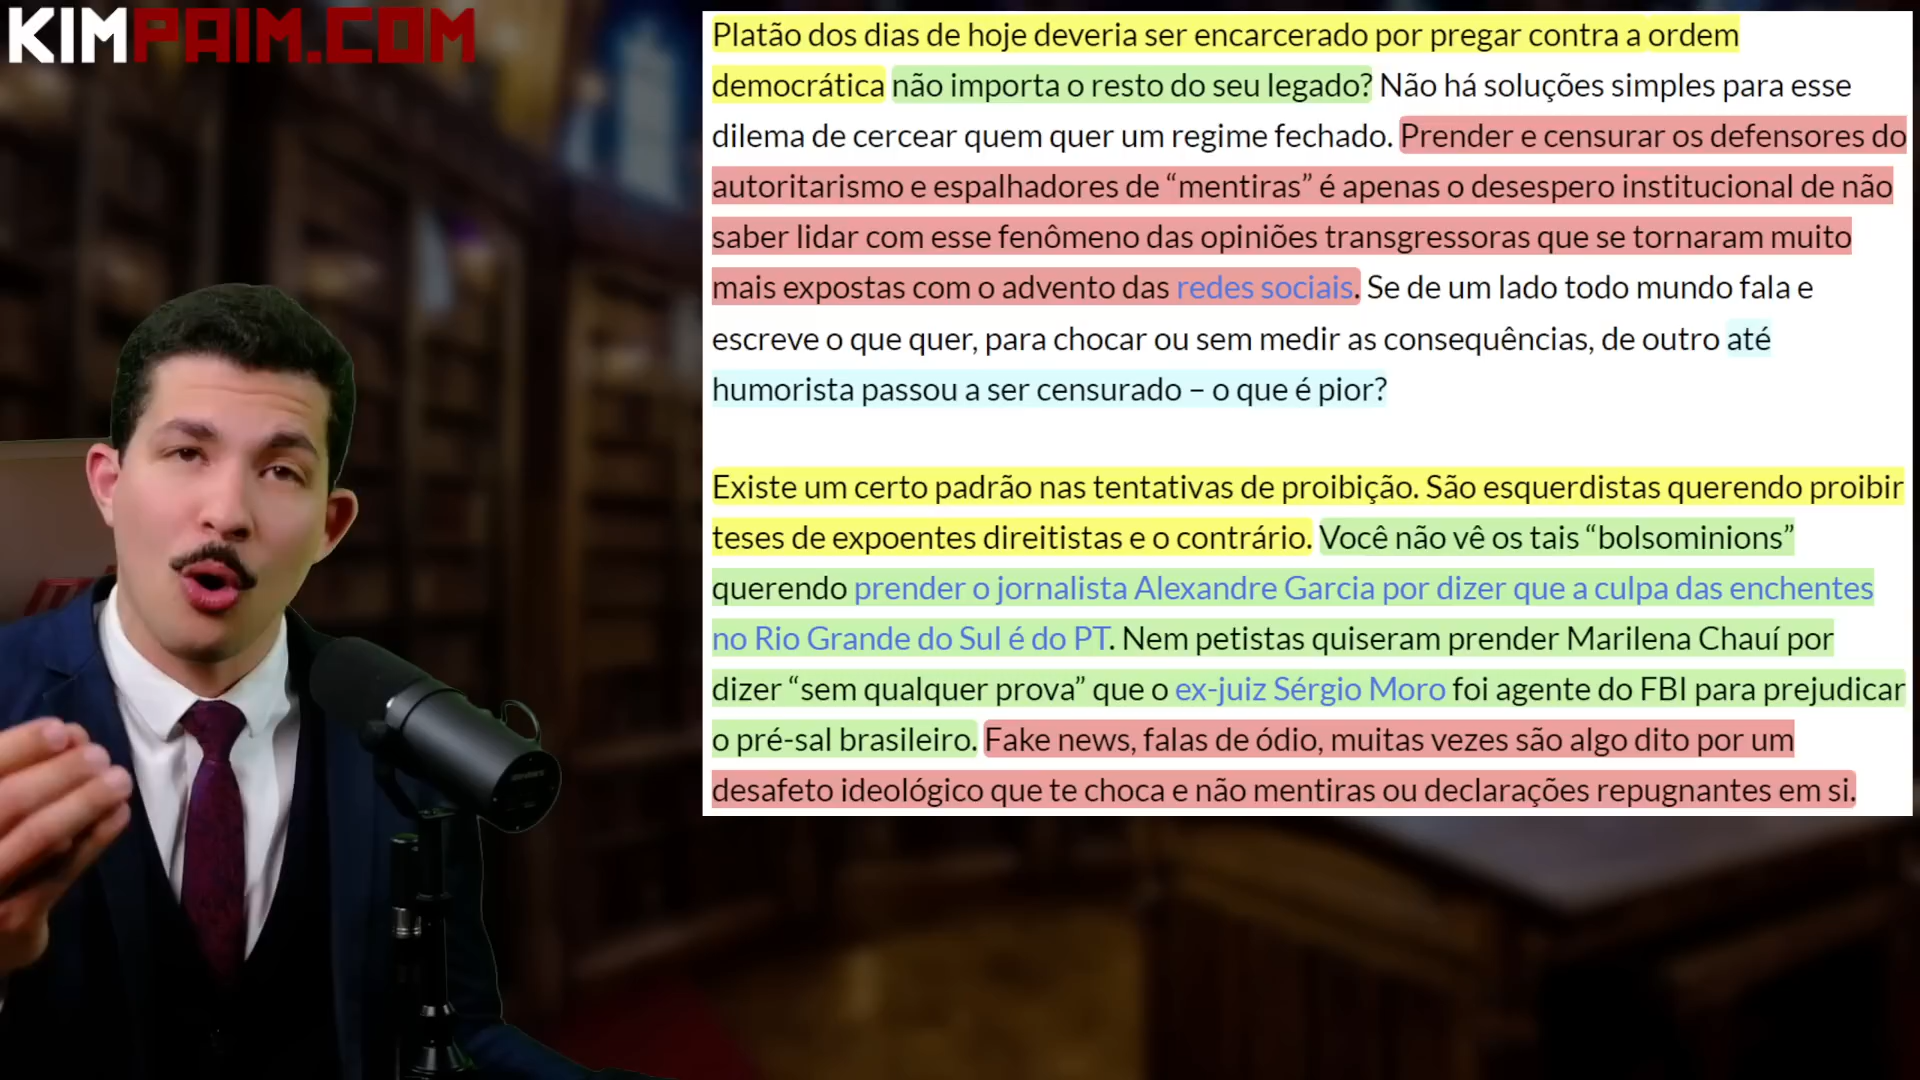 KIMPAIM.COM
Platão dos dias de hoje deveria ser encarcerado por pregar contra a ordem
democrática não importa o resto do seu legado? Não há soluções simples para esse
dilema de cercear quem quer um regime fechado. Prender e censurar os defensores do
autoritarismo e espalhadores de “mentiras” é apenas o desespero institucional de não
saber lidar com esse fenômeno das opiniões transgressoras que se tornaram muito
mais expostas com o advento das redes sociais. Se de um lado todo mundo fala e
escreve o que quer, para chocar ou sem medir as consequências, de outro até
humorista passou a ser censurado – o que é pior?
Existe um certo padrão nas tentativas de proibição. São esquerdistas querendo proibir
teses de expoentes direitistas e o contrário. Você não vê os tais “bolsominions”
querendo prender o jornalista Alexandre Garcia por dizer que a culpa das enchentes
no Rio Grande do Sul é do PT. Nem petistas quiseram prender Marilena Chauí por
dizer “sem qualquer prova” que o ex-juiz Sérgio Moro foi agente do FBI para prejudicar
o pré-sal brasileiro. Fake news, falas de ódio, muitas vezes são algo dito por um
desafeto ideológico que te choca e não mentiras ou declarações repugnantes em si.